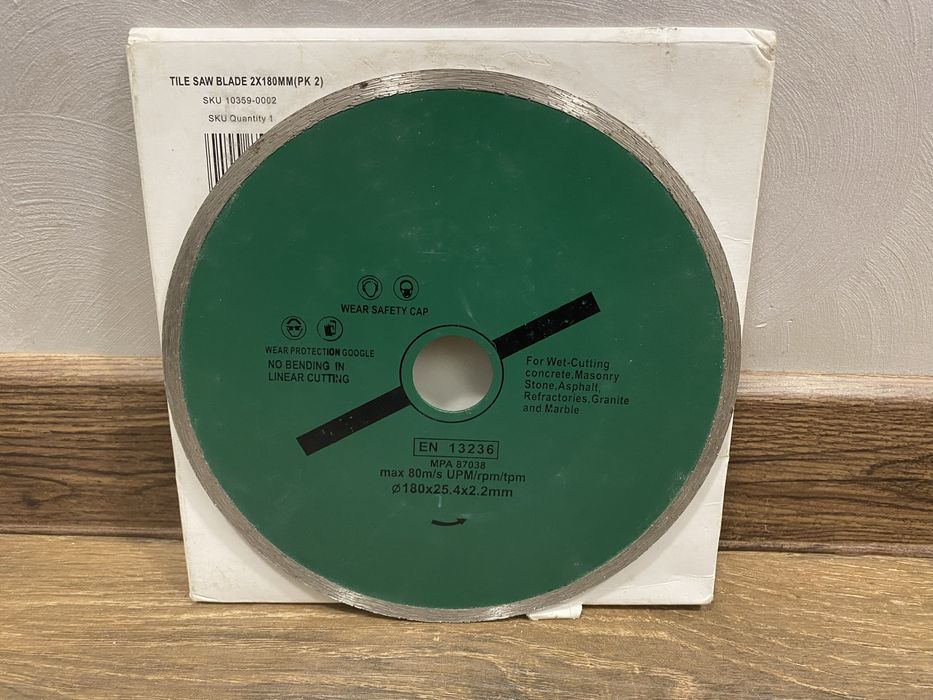 TILE SAW BLADE 2X180MM(PK 2)
SKU 10359-0002
SKU Quantity 1
WEAR SAFETY CAP
WEAR PROTECTION GOOGLE
NO BENDING IN
LINEAR CUTTING
For Wet-Cutting
concrete,Masonry
Stone,Asphalt,
Refractories,Granite
and Marble
EN 13236
MPA 87038
max 80m/s UPM/rpm/tpm
⌀180x25.4x2.2mm